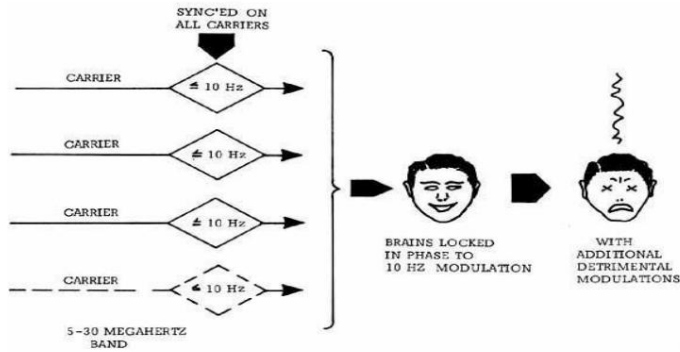 SYNC'ED ON
ALL CARRIERS
CARRIER
≤ 10 Hz
CARRIER
≤ 10 Hz
CARRIER
≤ 10 Hz
CARRIER
≤ 10 Hz
5-30 MEGAHERTZ
BAND
BRAINS LOCKED
IN PHASE TO
10 HZ MODULATION
WITH
ADDITIONAL
DETRIMENTAL
MODULATIONS